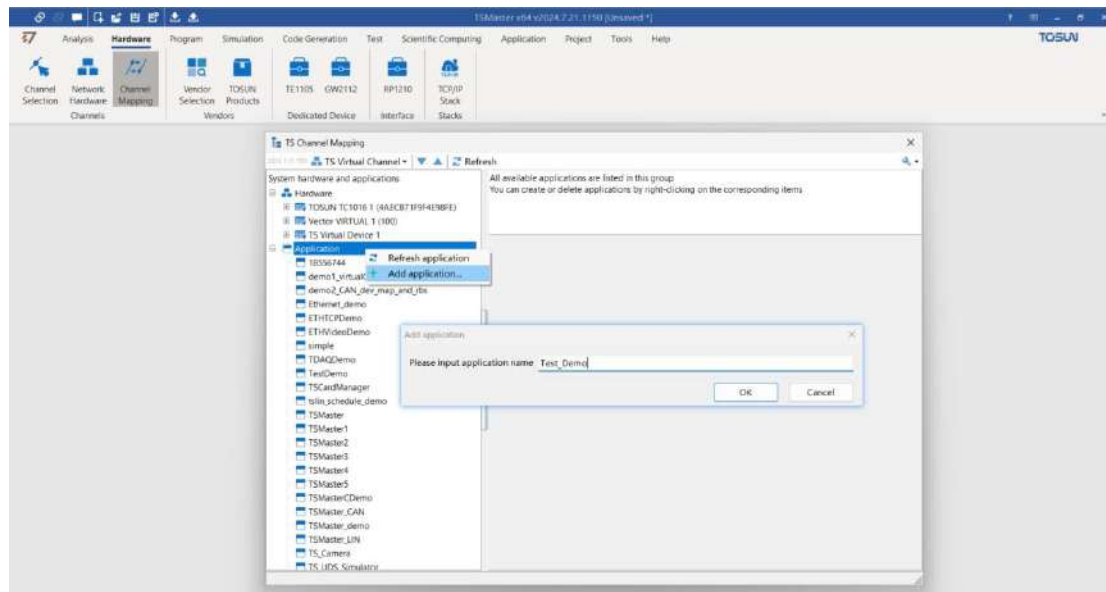 TSMaster x64 v2024.7.21.1150 [Unsaved *]
Analysis Hardware Program Simulation Code Generation Test Scientific Computing Application Project Tools Help
TOSUN
Channel Selection
Network Hardware
Channel Mapping
Vendor Selection
TOSUN Products
TE1105
GW2112
RP1210
TCP/IP Stack
Channels
Vendors
Dedicated Device
Interface
Stacks
TS Channel Mapping
TS Virtual Channel
Refresh
System hardware and applications
All available applications are listed in this group
You can create or delete applications by right-clicking on the corresponding items
Hardware
TOSUN TC1016 1
Vector VIRTUAL 1 (100)
TS Virtual Device 1
Application
Refresh application
18556744
Add application...
demo1_virtual
demo2_CAN_dev_map_and_rbs
Ethernet_demo
ETHTCPDemo
ETHVideoDemo
Add application
simple
TDAQDemo
Please input application name Test_Demo
TestDemo
TSCardManager
OK Cancel
tslin_schedule_demo
TSMaster
TSMaster1
TSMaster2
TSMaster3
TSMaster4
TSMaster5
TSMasterCDemo
TSMaster_CAN
TSMaster_demo
TSMaster_LIN
TS_Camera
TS_UDS_Simulator